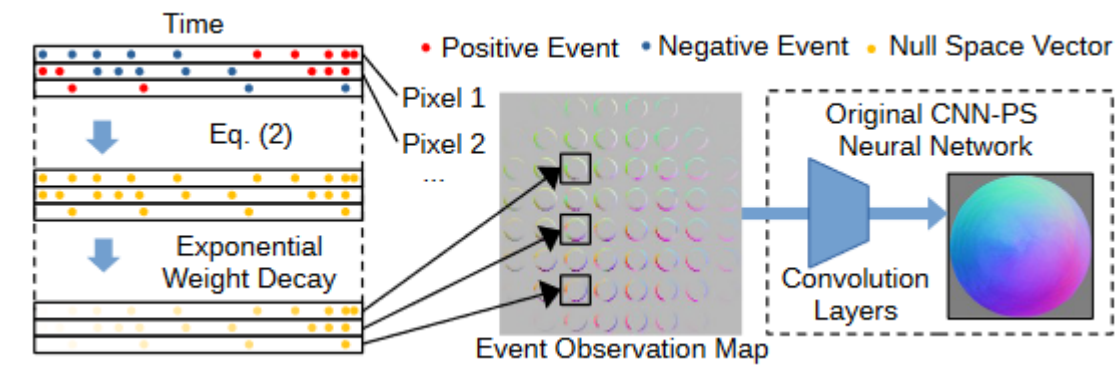 Time
Positive Event
Negative Event
Null Space Vector
Pixel 1
Pixel 2
...
Eq. (2)
Exponential
Weight Decay
Event Observation Map
Original CNN-PS
Neural Network
Convolution
Layers